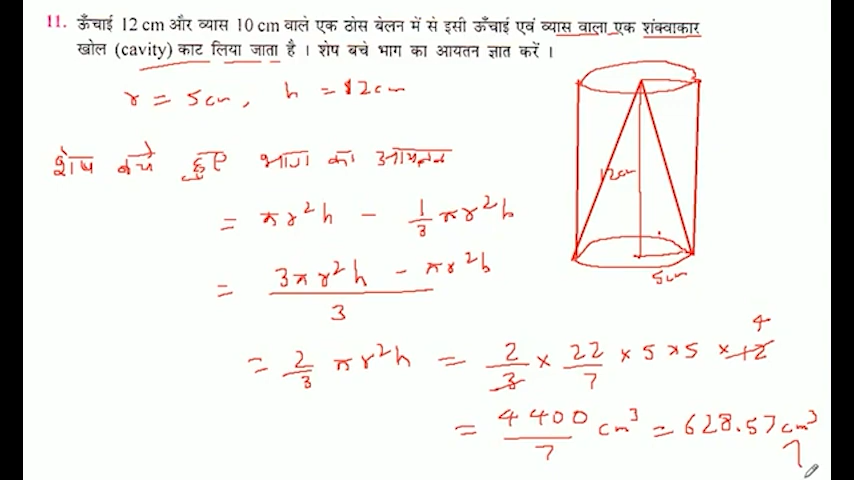 11. ऊँचाई 12 cm और व्यास 10 cm वाले एक ठोस बेलन में से इसी ऊँचाई एवं व्यास वाला एक शंक्वाकार
खोल (cavity) काट लिया जाता है । शेष बचे भाग का आयतन ज्ञात करें ।
r = 5cm, h = 12cm
शेष बचे हुए भाग का आयतन
= πr²h - 1/3 πr²h
12cm
= 3πr²h - πr²h / 3
5cm
= 2/3 πr²h = 2/3 × 22/7 × 5 × 5 × 12 4
= 4400/7 cm³ = 628.57 cm³